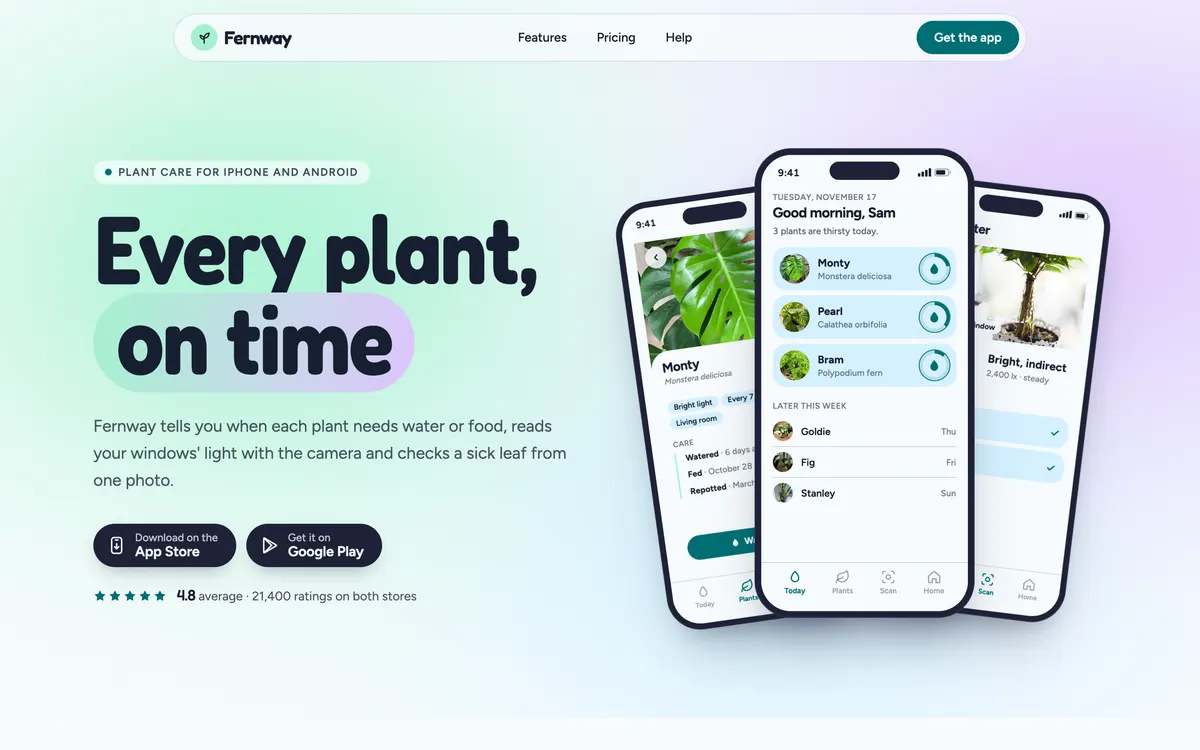 Fernway
Features
Pricing
Help
Get the app
PLANT CARE FOR IPHONE AND ANDROID
Every plant,
on time
Fernway tells you when each plant needs water or food, reads
your windows' light with the camera and checks a sick leaf from
one photo.
Download on the
App Store
Get it on
Google Play
4.8 average · 21,400 ratings on both stores
9:41
Monty
Monstera deliciosa
Bright light
Every 7
Living room
CARE
Watered · 6 days
Fed · October 28
Repotted · March
Today
Plants
9:41
TUESDAY, NOVEMBER 17
Good morning, Sam
3 plants are thirsty today.
Monty
Monstera deliciosa
Pearl
Calathea orbifolia
Bram
Polypodium fern
LATER THIS WEEK
Goldie
Thu
Fig
Fri
Stanley
Sun
Today
Plants
Scan
Home
ter
indow
Bright, indirect
2,400 lx · steady
Scan
Home